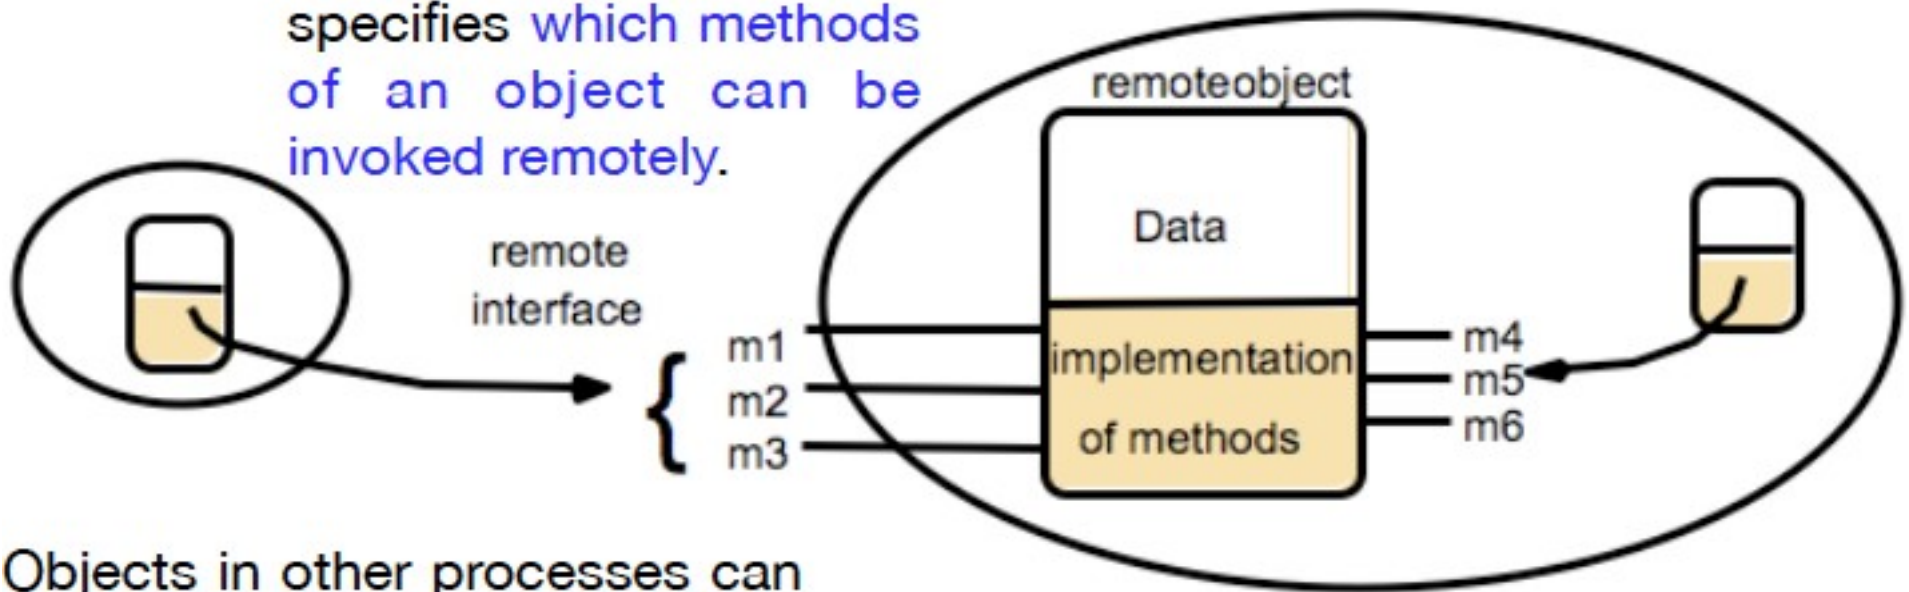 specifies which methods
of an object can be
invoked remotely.
remoteobject
Data
remote
interface
{
m1
m2
m3
implementation
of methods
m4
m5
m6
Objects in other processes can